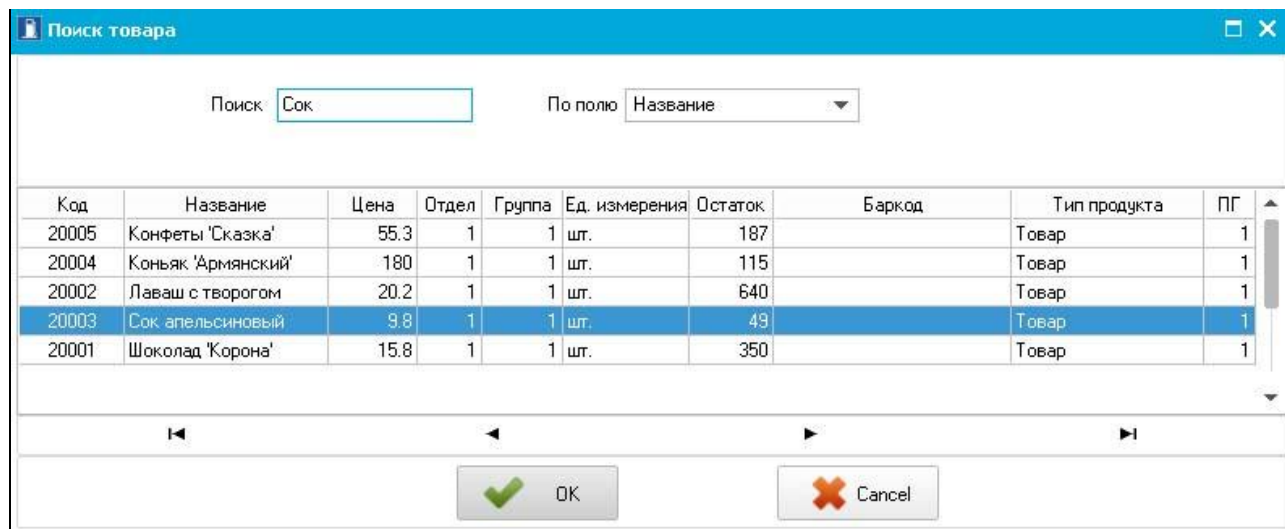 Поиск товара
Поиск Сок По полю Название
Код Название Цена Отдел Группа Ед. измерения Остаток Баркод Тип продукта ПГ
20005 Конфеты 'Сказка' 55.3 1 1 шт. 187 Товар 1
20004 Коньяк 'Армянский' 180 1 1 шт. 115 Товар 1
20002 Лаваш с творогом 20.2 1 1 шт. 640 Товар 1
20003 Сок апельсиновый 9.8 1 1 шт. 49 Товар 1
20001 Шоколад 'Корона' 15.8 1 1 шт. 350 Товар 1
OK Cancel